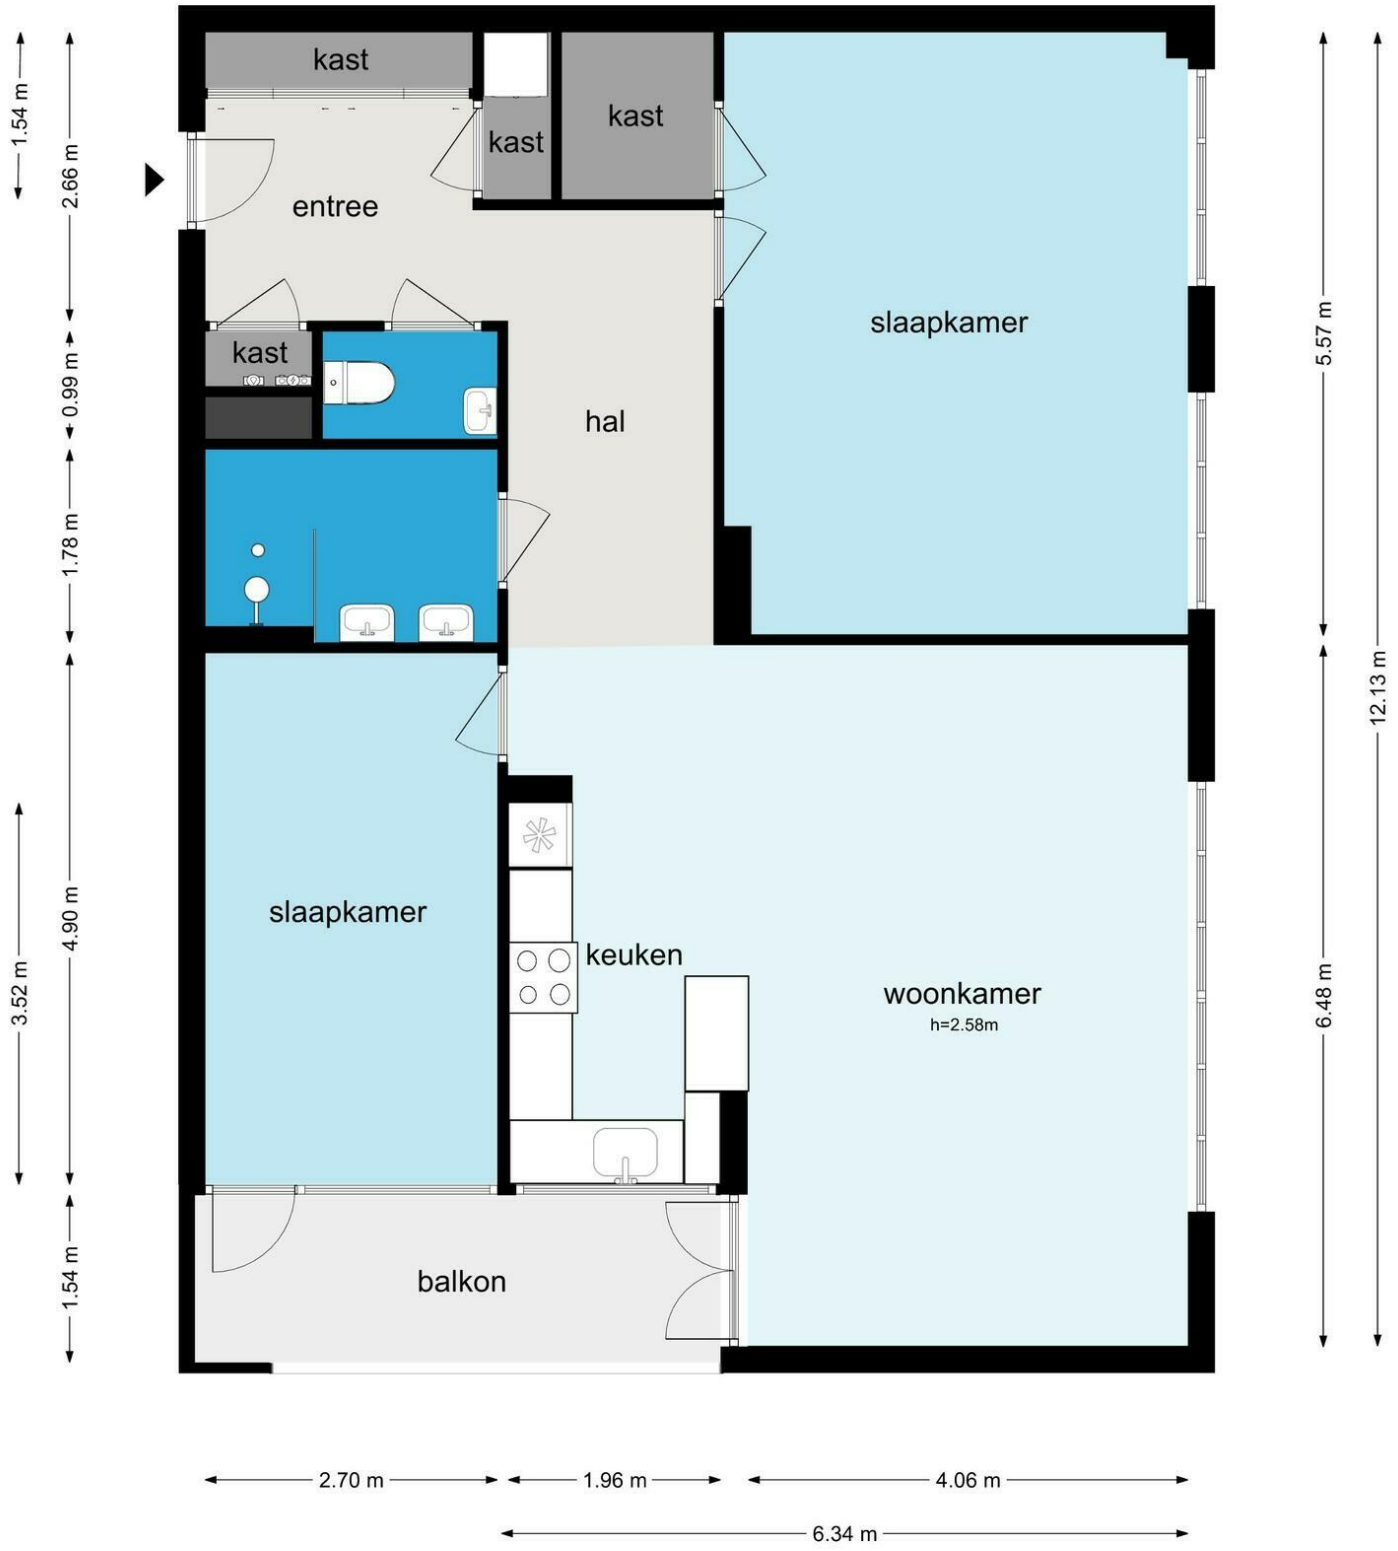 kast
kast
kast
entree
slaapkamer
kast
hal
slaapkamer
keuken
woonkamer
h=2.58m
balkon
1.54 m
2.66 m
0.99 m
1.78 m
4.90 m
3.52 m
1.54 m
5.57 m
12.13 m
6.48 m
2.70 m
1.96 m
4.06 m
6.34 m